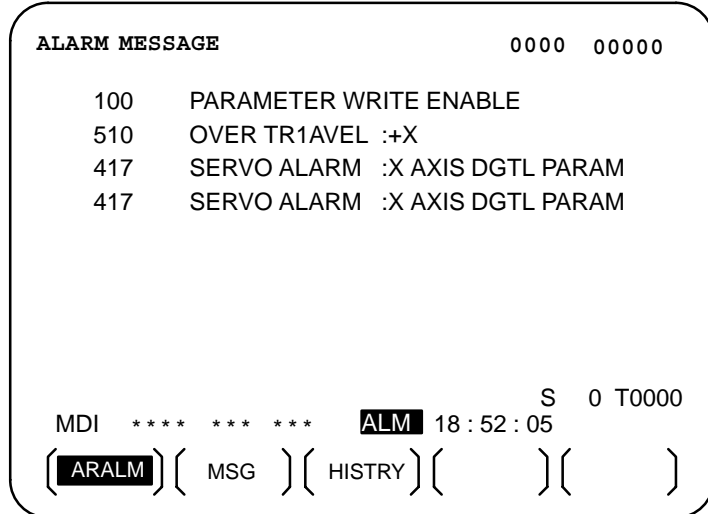 ALARM MESSAGE 0000 00000
100 PARAMETER WRITE ENABLE
510 OVER TR1AVEL :+X
417 SERVO ALARM :X AXIS DGTL PARAM
417 SERVO ALARM :X AXIS DGTL PARAM
S 0 T0000
MDI **** *** *** ALM 18 : 52 : 05
ARALM MSG HISTRY